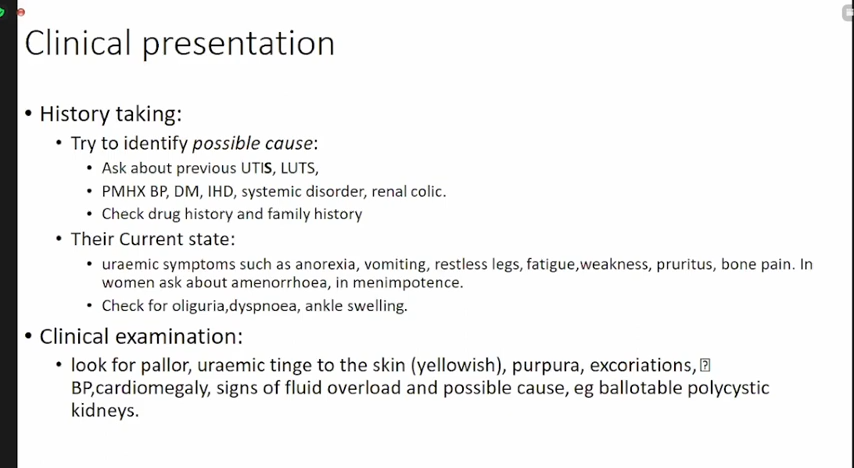 Clinical presentation
• History taking:
• Try to identify possible cause:
• Ask about previous UTIS, LUTS,
• PMHX BP, DM, IHD, systemic disorder, renal colic.
• Check drug history and family history
• Their Current state:
• uraemic symptoms such as anorexia, vomiting, restless legs, fatigue,weakness, pruritus, bone pain. In
women ask about amenorrhoea, in menimpotence.
• Check for oliguria,dyspnoea, ankle swelling.
• Clinical examination:
• look for pallor, uraemic tinge to the skin (yellowish), purpura, excoriations, ⍰
BP,cardiomegaly, signs of fluid overload and possible cause, eg ballotable polycystic
kidneys.